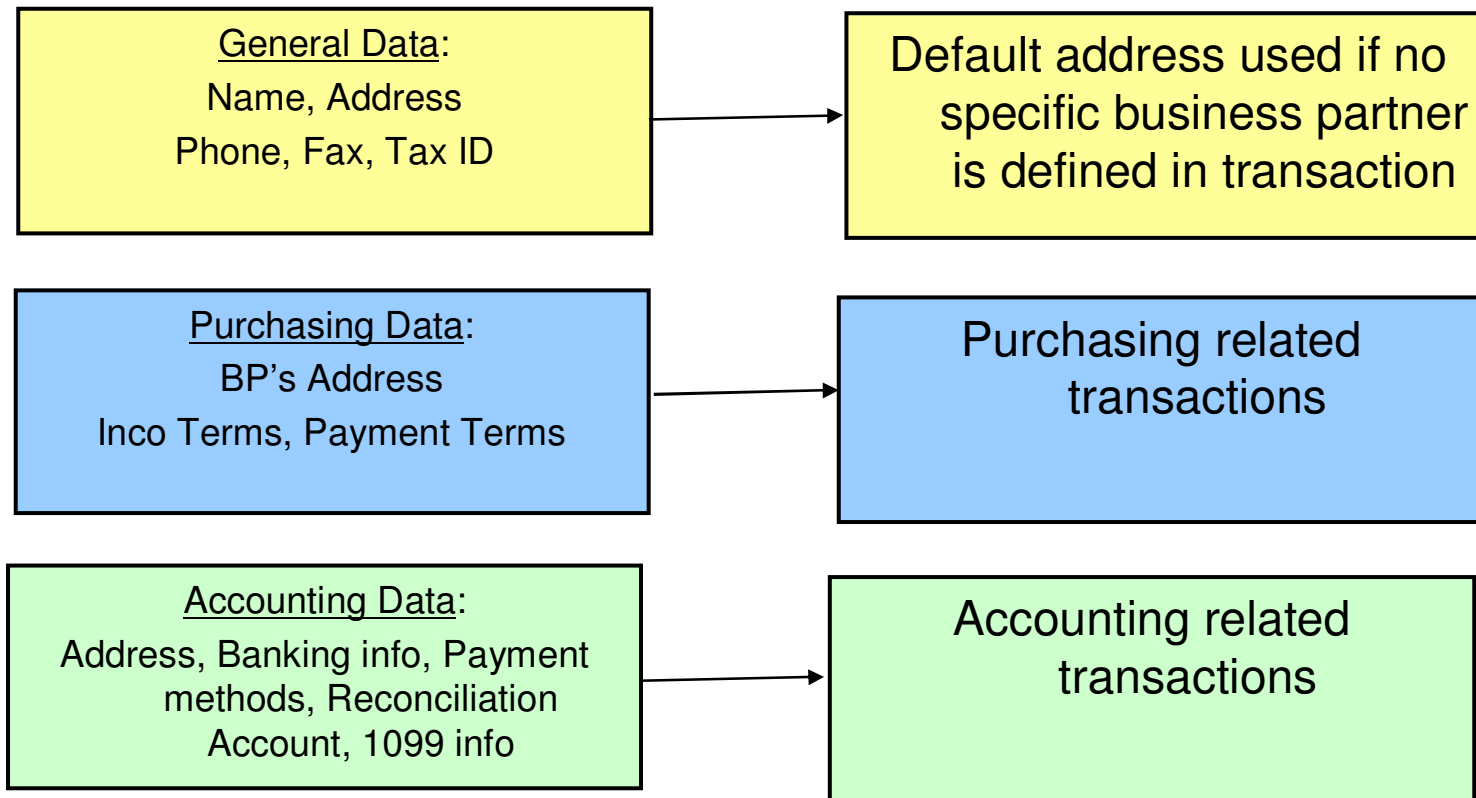 General Data:
Name, Address
Phone, Fax, Tax ID
Default address used if no
specific business partner
is defined in transaction
Purchasing Data:
BP’s Address
Inco Terms, Payment Terms
Purchasing related
transactions
Accounting Data:
Address, Banking info, Payment
methods, Reconciliation
Account, 1099 info
Accounting related
transactions